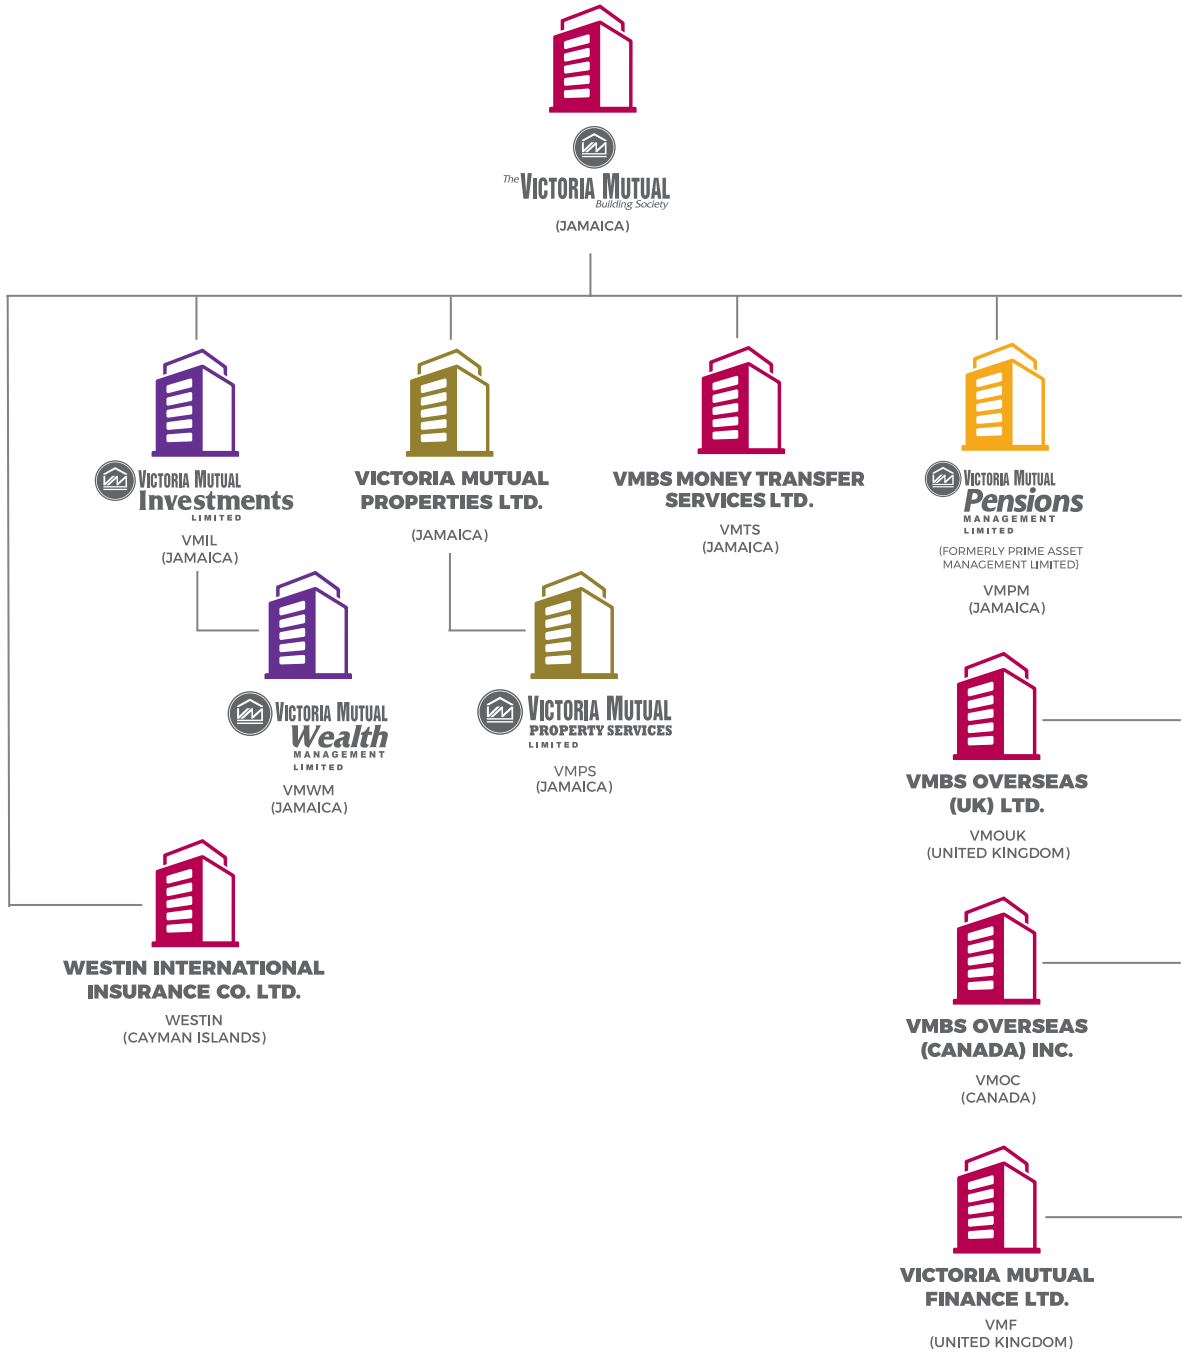 The VICTORIA MUTUAL
Building Society
(JAMAICA)
VICTORIA MUTUAL
Investments
LIMITED
VMIL
(JAMAICA)
VICTORIA MUTUAL
PROPERTIES LTD.
(JAMAICA)
VMBS MONEY TRANSFER
SERVICES LTD.
VMTS
(JAMAICA)
VICTORIA MUTUAL
Pensions
MANAGEMENT
LIMITED
(FORMERLY PRIME ASSET
MANAGEMENT LIMITED)
VMPM
(JAMAICA)
VICTORIA MUTUAL
Wealth
MANAGEMENT
LIMITED
VMWM
(JAMAICA)
VICTORIA MUTUAL
PROPERTY SERVICES
LIMITED
VMPS
(JAMAICA)
VMBS OVERSEAS
(UK) LTD.
VMOUK
(UNITED KINGDOM)
WESTIN INTERNATIONAL
INSURANCE CO. LTD.
WESTIN
(CAYMAN ISLANDS)
VMBS OVERSEAS
(CANADA) INC.
VMOC
(CANADA)
VICTORIA MUTUAL
FINANCE LTD.
VMF
(UNITED KINGDOM)